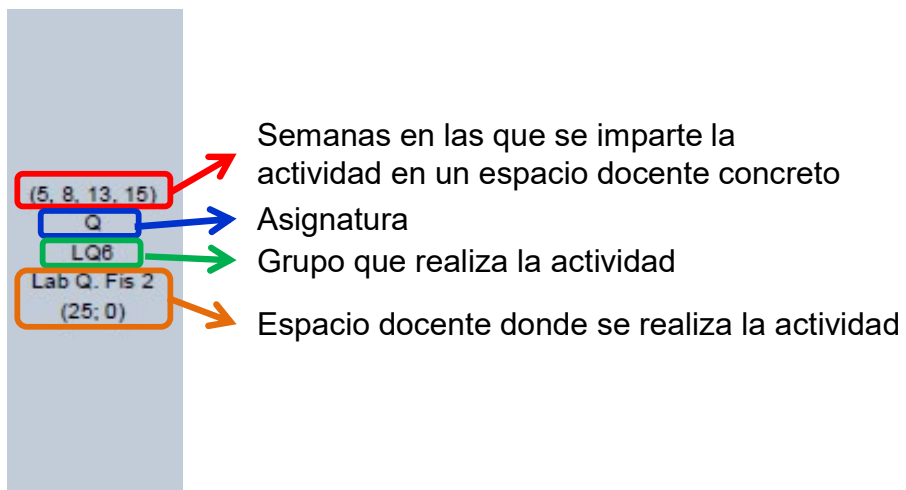 (5, 8, 13, 15)
Q
LQ6
Lab Q. Fis 2
(25; 0)
Semanas en las que se imparte la
actividad en un espacio docente concreto
Asignatura
Grupo que realiza la actividad
Espacio docente donde se realiza la actividad